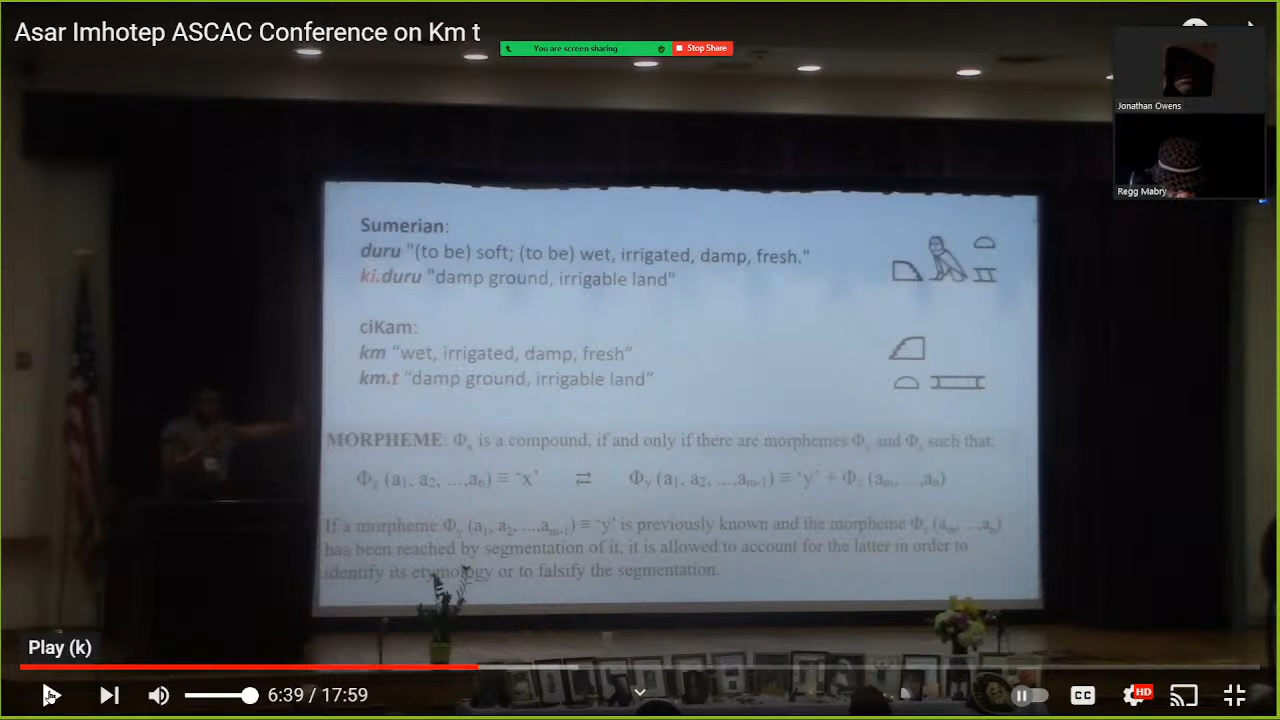 Asar Imhotep ASCAC Conference on Km t
You are screen sharing
Stop Share
Jonathan Owens
Regg Mabry
Sumerian:
duru "(to be) soft; (to be) wet, irrigated, damp, fresh."
ki.duru "damp ground, irrigable land"
ciKam:
km “wet, irrigated, damp, fresh”
km.t “damp ground, irrigable land”
MORPHEME: Φx is a compound, if and only if there are morphemes Φ and Φ such that:
Φx (a1, a2, ...,an) ≡ ‘x’ ⇄ Φy (a1, a2, ...,am-1) ≡ ‘y’ + Φz (am, ...,an)
If a morpheme Φy (a1, a2, ...,am-1) ≡ ‘y’ is previously known and the morpheme Φz (am, ...,an)
has been reached by segmentation of it, it is allowed to account for the latter in order to
identify its etymology or to falsify the segmentation.
Play (k)
6:39 / 17:59
CC
HD